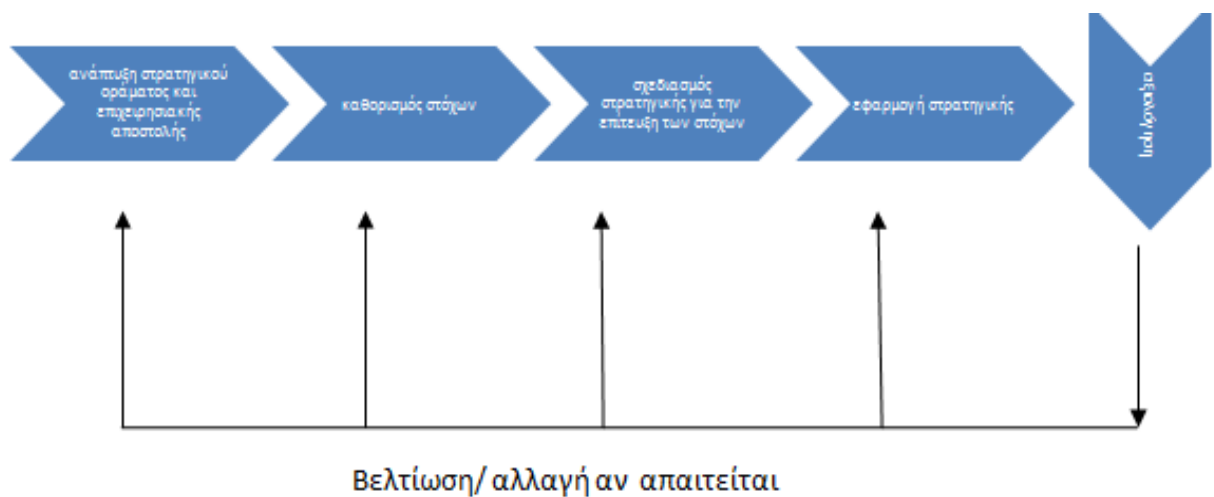 ανάπτυξη στρατηγικού
οράματος και
επιχειρησιακής
αποστολής
καθορισμός στόχων
σχεδιασμός
στρατηγικής για την
επίτευξη των στόχων
εφαρμογή στρατηγικής
αξιολόγηση
Βελτίωση/ αλλαγή αν απαιτείται